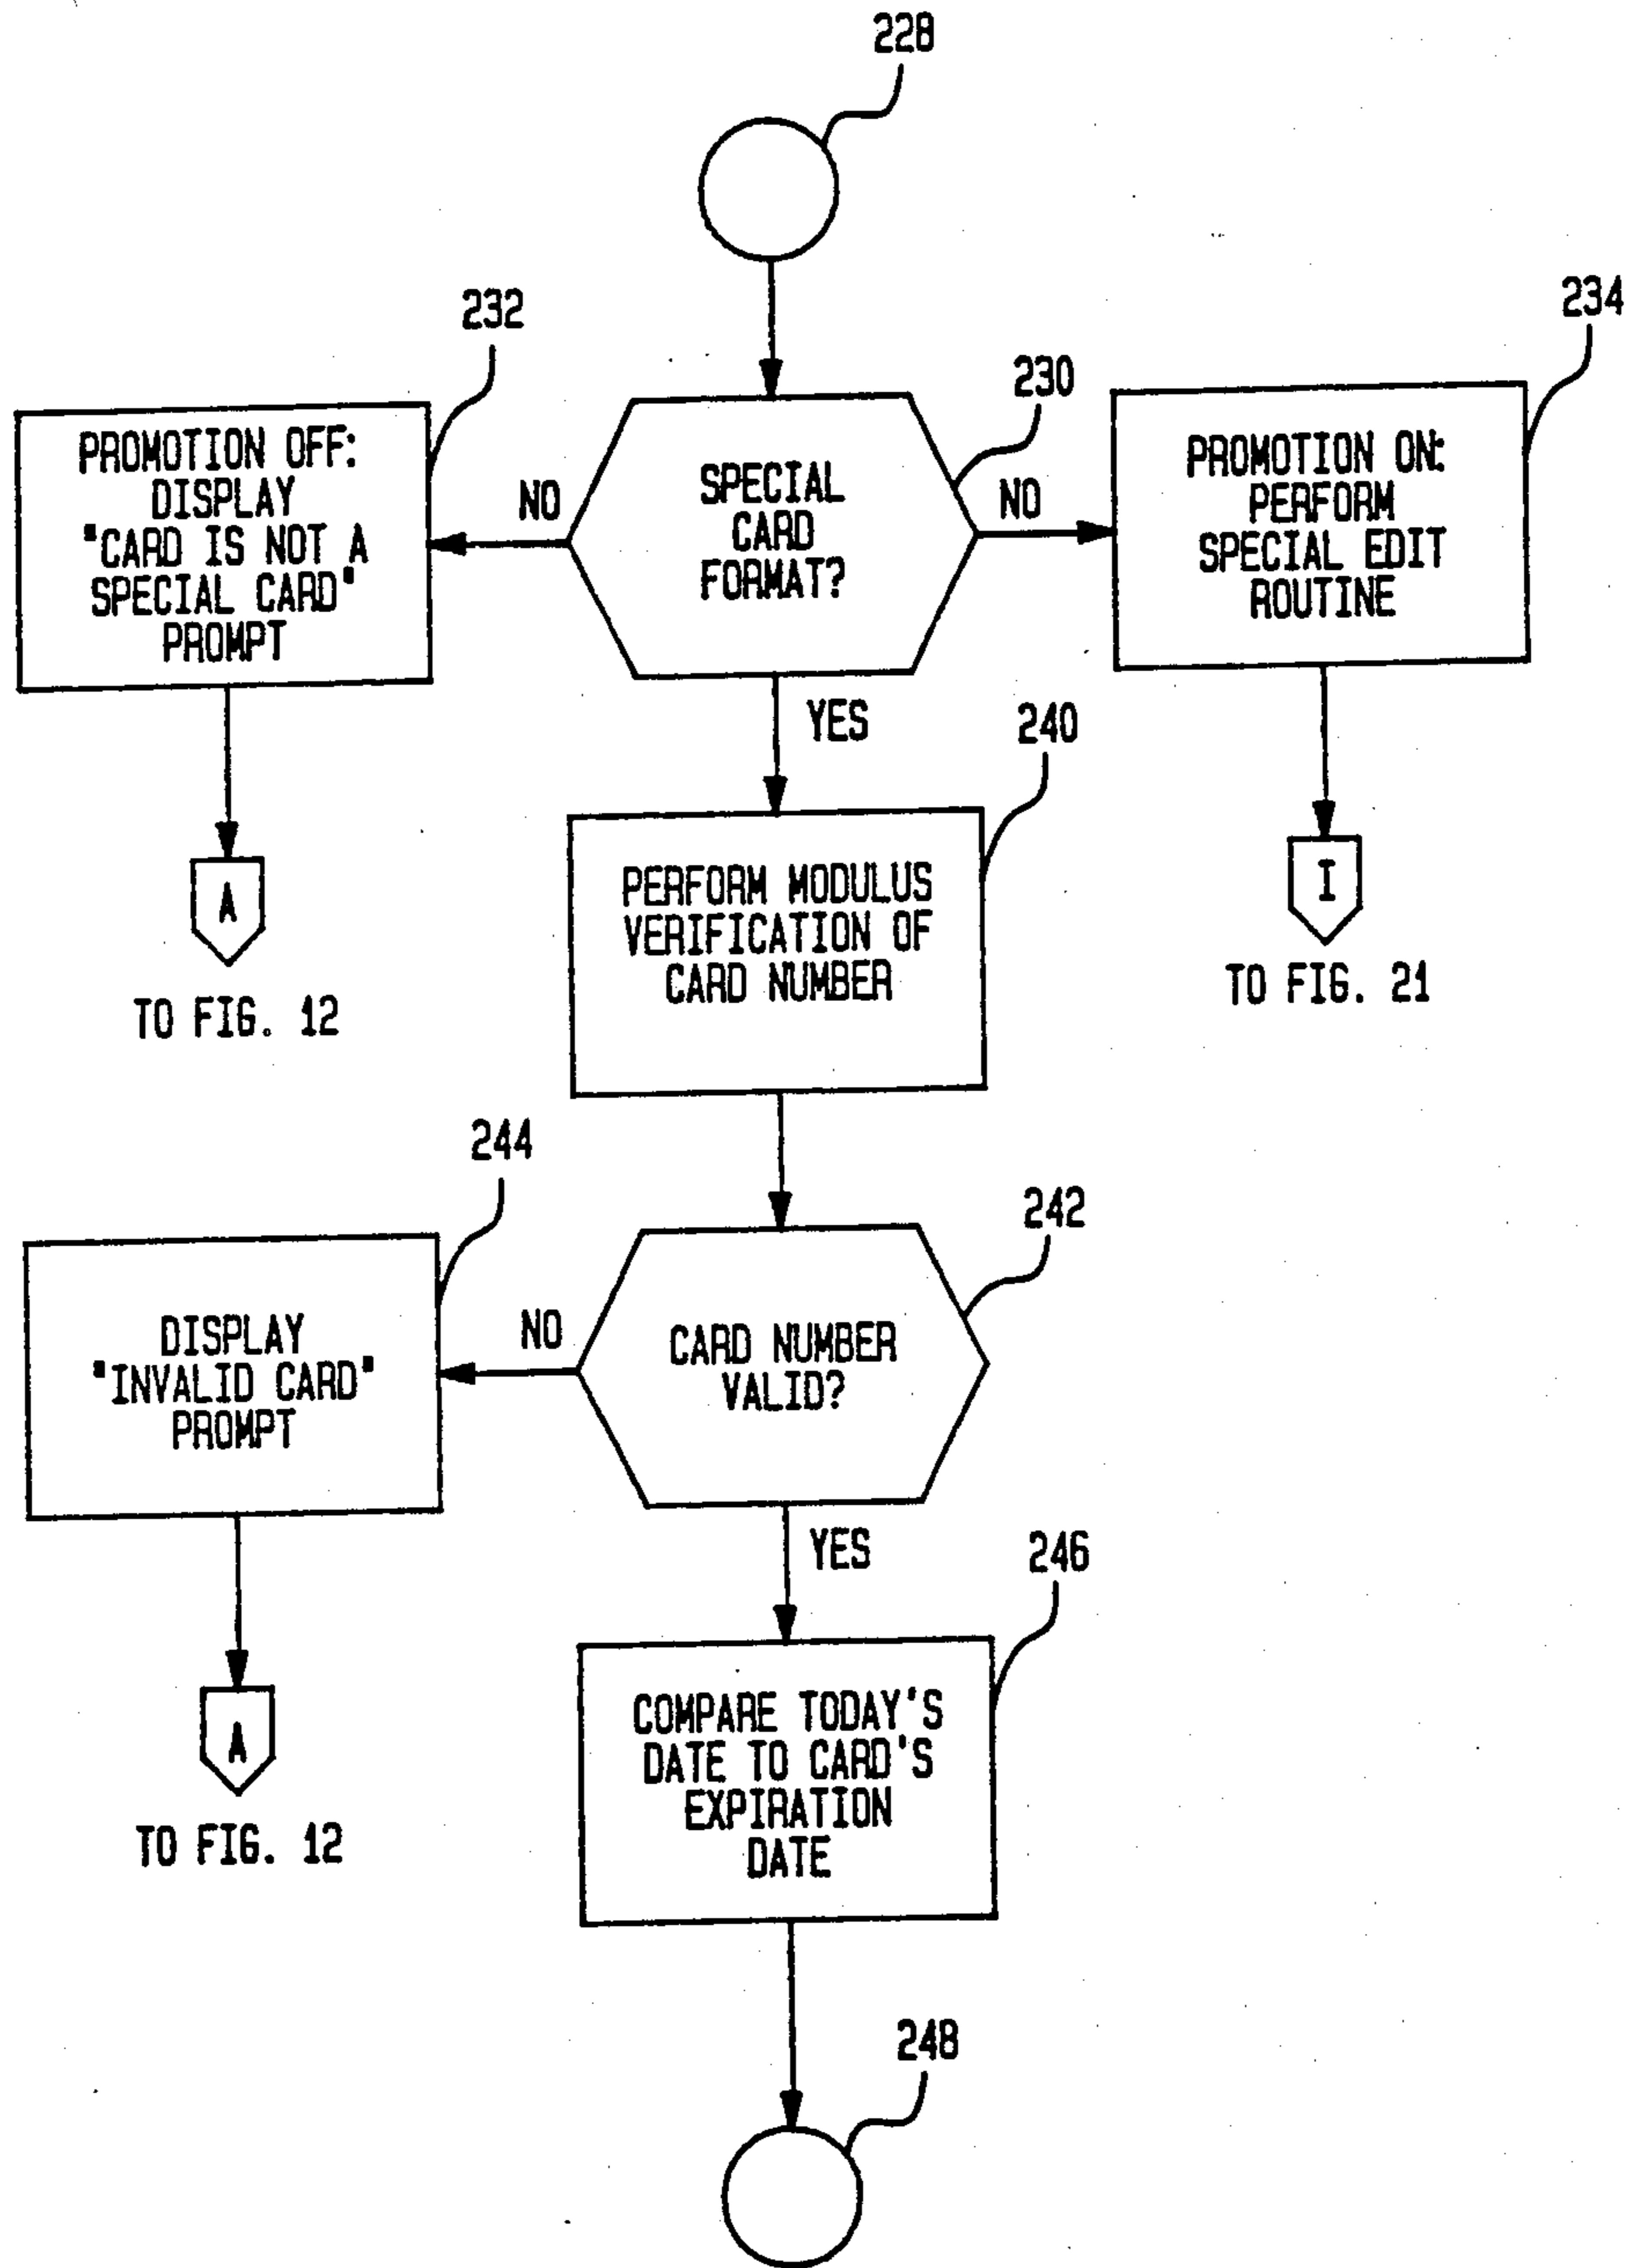 228
232
234
230
PROMOTION OFF:
DISPLAY
"CARD IS NOT A
SPECIAL CARD"
PROMPT
NO
SPECIAL
CARD
FORMAT?
NO
PROMOTION ON:
PERFORM
SPECIAL EDIT
ROUTINE
YES
240
A
TO FIG. 12
PERFORM MODULUS
VERIFICATION OF
CARD NUMBER
I
TO FIG. 21
244
242
DISPLAY
"INVALID CARD"
PROMPT
NO
CARD NUMBER
VALID?
YES
246
A
TO FIG. 12
COMPARE TODAY'S
DATE TO CARD'S
EXPIRATION
DATE
248